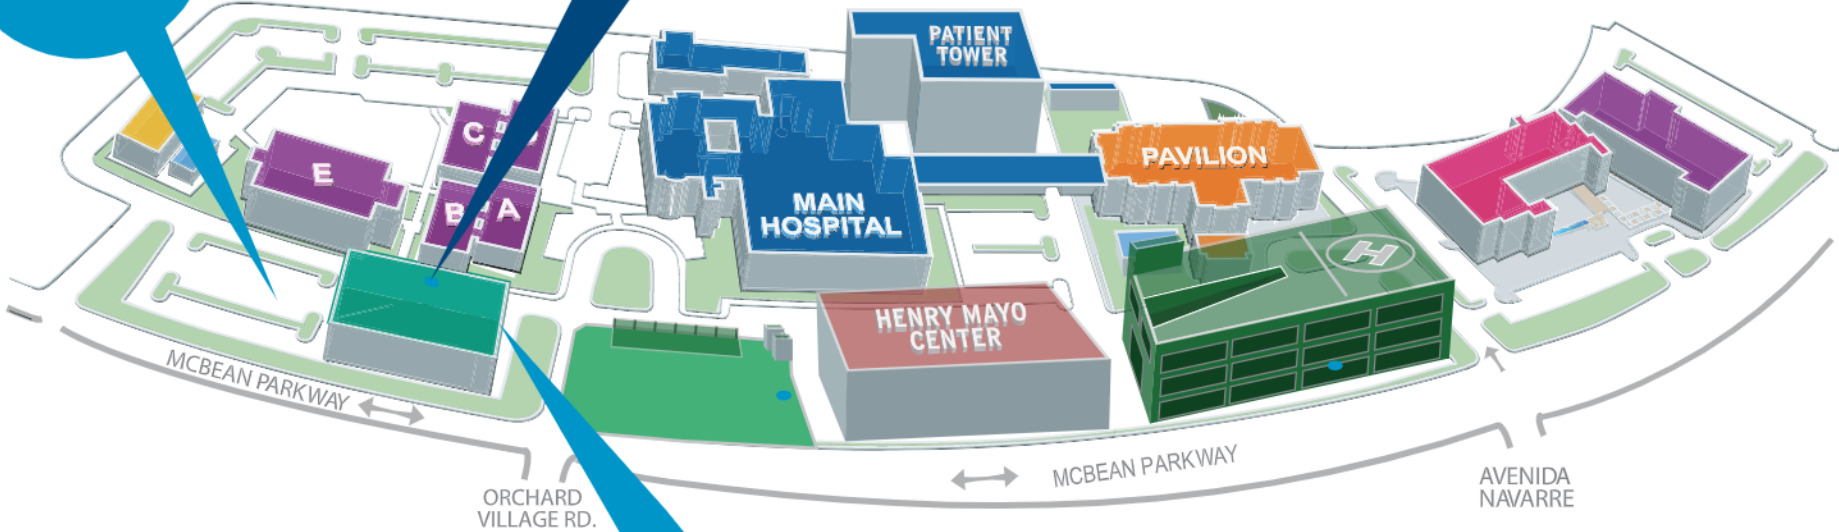 PATIENT
TOWER
C
E
B
A
MAIN
HOSPITAL
PAVILION
H
HENRY MAYO
CENTER
MCBEAN PARKWAY
MCBEAN PARKWAY
ORCHARD
VILLAGE RD.
AVENIDA
NAVARRE